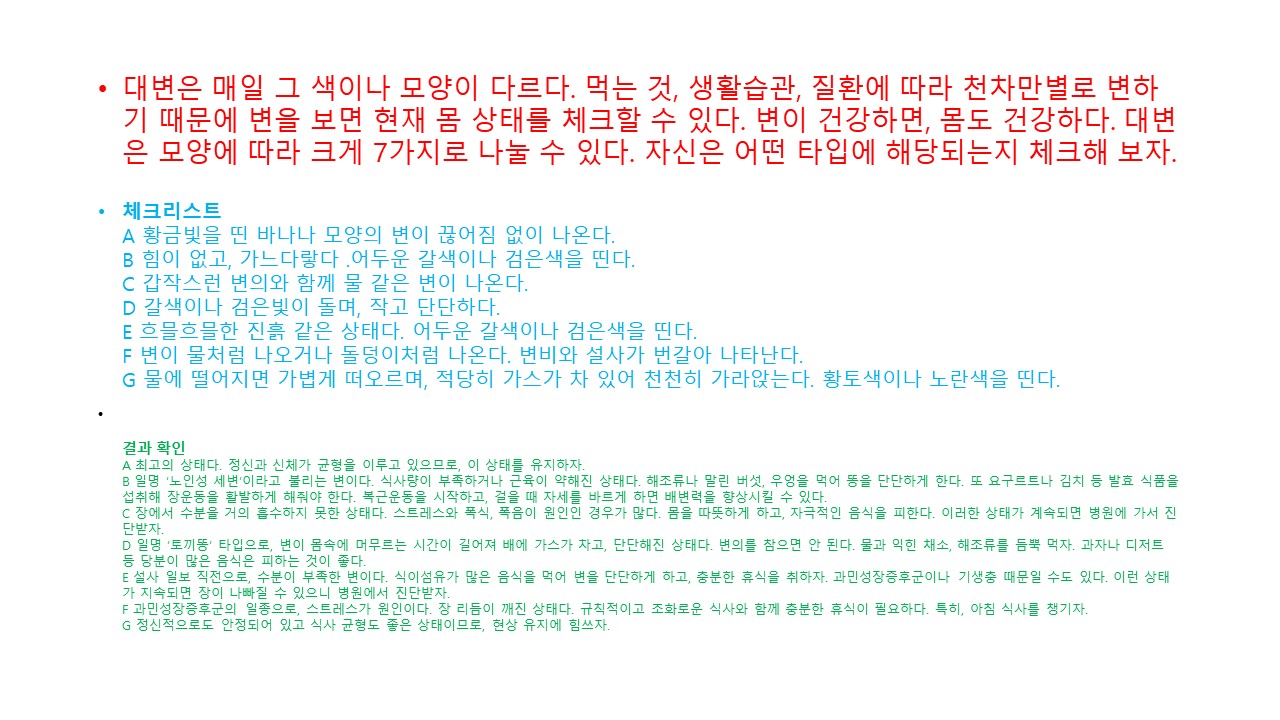 • 대변은 매일 그 색이나 모양이 다르다. 먹는 것, 생활습관, 질환에 따라 천차만별로 변하
기 때문에 변을 보면 현재 몸 상태를 체크할 수 있다. 변이 건강하면, 몸도 건강하다. 대변
은 모양에 따라 크게 7가지로 나눌 수 있다. 자신은 어떤 타입에 해당되는지 체크해 보자.
• 체크리스트
A 황금빛을 띤 바나나 모양의 변이 끊어짐 없이 나온다.
B 힘이 없고, 가느다랗다 .어두운 갈색이나 검은색을 띤다.
C 갑작스런 변의와 함께 물 같은 변이 나온다.
D 갈색이나 검은빛이 돌며, 작고 단단하다.
E 흐믈흐믈한 진흙 같은 상태다. 어두운 갈색이나 검은색을 띤다.
F 변이 물처럼 나오거나 돌덩이처럼 나온다. 변비와 설사가 번갈아 나타난다.
G 물에 떨어지면 가볍게 떠오르며, 적당히 가스가 차 있어 천천히 가라앉는다. 황토색이나 노란색을 띤다.
•
결과 확인
A 최고의 상태다. 정신과 신체가 균형을 이루고 있으므로, 이 상태를 유지하자.
B 일명 ‘노인성 세변’이라고 불리는 변이다. 식사량이 부족하거나 근육이 약해진 상태다. 해조류나 말린 버섯, 우엉을 먹어 똥을 단단하게 한다. 또 요구르트나 김치 등 발효 식품을
섭취해 장운동을 활발하게 해줘야 한다. 복근운동을 시작하고, 걸을 때 자세를 바르게 하면 배변력을 향상시킬 수 있다.
C 장에서 수분을 거의 흡수하지 못한 상태다. 스트레스와 폭식, 폭음이 원인인 경우가 많다. 몸을 따뜻하게 하고, 자극적인 음식을 피한다. 이러한 상태가 계속되면 병원에 가서 진
단받자.
D 일명 ‘토끼똥’ 타입으로, 변이 몸속에 머무르는 시간이 길어져 배에 가스가 차고, 단단해진 상태다. 변의를 참으면 안 된다. 물과 익힌 채소, 해조류를 듬뿍 먹자. 과자나 디저트
등 당분이 많은 음식은 피하는 것이 좋다.
E 설사 일보 직전으로, 수분이 부족한 변이다. 식이섬유가 많은 음식을 먹어 변을 단단하게 하고, 충분한 휴식을 취하자. 과민성장증후군이나 기생충 때문일 수도 있다. 이런 상태
가 지속되면 장이 나빠질 수 있으니 병원에서 진단받자.
F 과민성장증후군의 일종으로, 스트레스가 원인이다. 장 리듬이 깨진 상태다. 규칙적이고 조화로운 식사와 함께 충분한 휴식이 필요하다. 특히, 아침 식사를 챙기자.
G 정신적으로도 안정되어 있고 식사 균형도 좋은 상태이므로, 현상 유지에 힘쓰자.